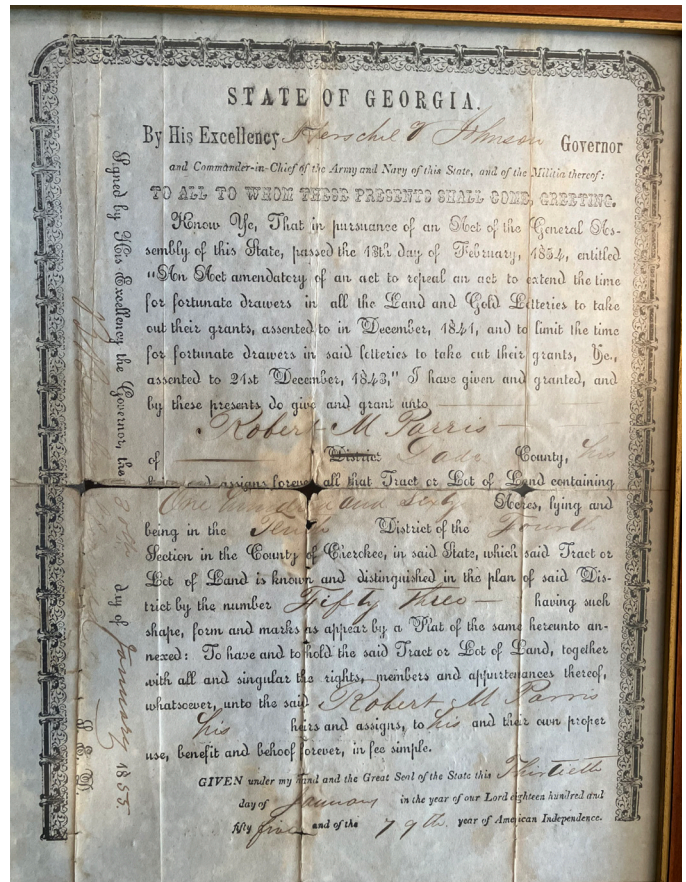 STATE OF GEORGIA.
By His Excellency Herschel V Johnson Governor
and Commander-in-Chief of the Army and Navy of this State, and of the Militia thereof:
TO ALL TO WHOM THESE PRESENTS SHALL COME, GREETING.
Know Ye, That in pursuance of an Act of the General As-
sembly of this State, passed the 18th day of February, 1854, entitled
"An Act amendatory of an act to repeal an act to extend the time
for fortunate drawers in all the Land and Gold Lotteries to take
out their grants, assented to in December, 1841, and to limit the time
for fortunate drawers in said lotteries to take out their grants, &c.,
assented to 21st December, 1843," I have given and granted, and
by these presents do give and grant unto
Robert M Parris
of District Dade County, his
heirs and assigns forever all that Tract or Lot of Land containing
One hundred and sixty Acres, lying and
being in the Tenth District of the Fourth
Section in the County of Cherokee, in said State, which said Tract or
Lot of Land is known and distinguished in the plan of said Dis-
trict by the number Fifty three having such
shape, form and marks as appear by a Plat of the same hereunto an-
nexed: To have and to hold the said Tract or Lot of Land, together
with all and singular the rights, members and appurtenances thereof,
whatsoever, unto the said Robert M Parris
his heirs and assigns, to his and their own proper
use, benefit and behoof forever, in fee simple.
GIVEN under my hand and the Great Seal of the State this Thirtieth
day of January in the year of our Lord eighteen hundred and
fifty five and of the 79th year of American Independence.
Signed by His Excellency the Governor, the 30th day of January 1855.